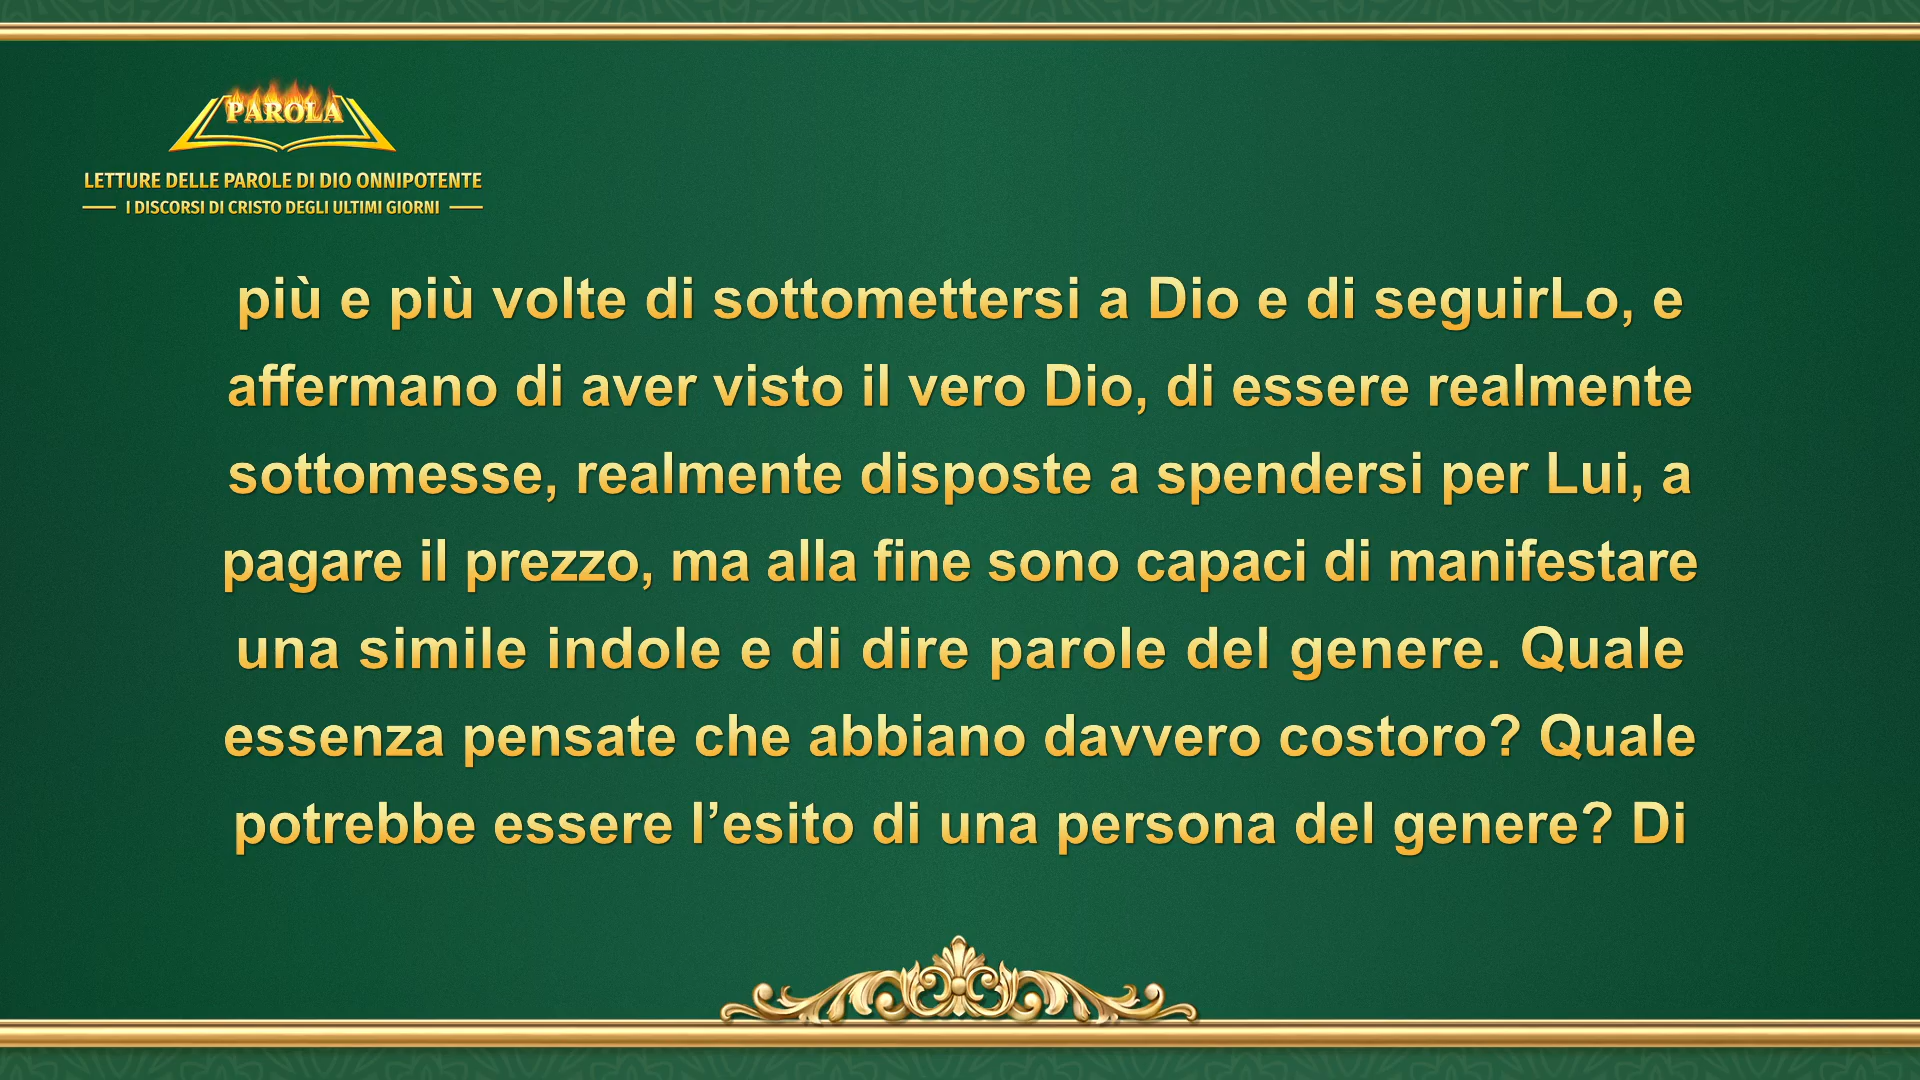 PAROLA
LETTURE DELLE PAROLE DI DIO ONNIPOTENTE
I DISCORSI DI CRISTO DEGLI ULTIMI GIORNI
più e più volte di sottomettersi a Dio e di seguirLo, e
affermano di aver visto il vero Dio, di essere realmente
sottomesse, realmente disposte a spendersi per Lui, a
pagare il prezzo, ma alla fine sono capaci di manifestare
una simile indole e di dire parole del genere. Quale
essenza pensate che abbiano davvero costoro? Quale
potrebbe essere l’esito di una persona del genere? Di